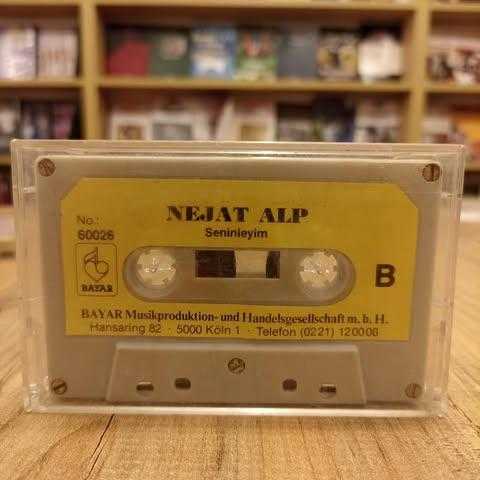 No.:
60026
NEJAT ALP
Seninleyim
BAYAR
B
BAYAR Musikproduktion- und Handelsgesellschaft m. b. H.
Hansaring 82 · 5000 Köln 1 · Telefon (0221) 120006